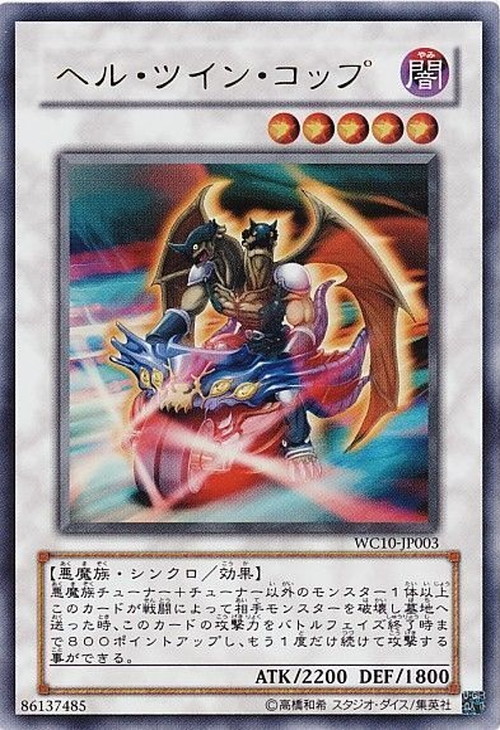 ヘル・ツイン・コップ
闇
WC10-JP003
【悪魔族・シンクロ/効果】
悪魔族チューナー+チューナー以外のモンスター1体以上
このカードが戦闘によって相手モンスターを破壊し墓地へ
送った時、このカードの攻撃力をバトルフェイズ終了時ま
で800ポイントアップし、もう1度だけ続けて攻撃する
事ができる。
ATK/2200 DEF/1800
86137485
©高橋和希 スタジオ・ダイス/集英社